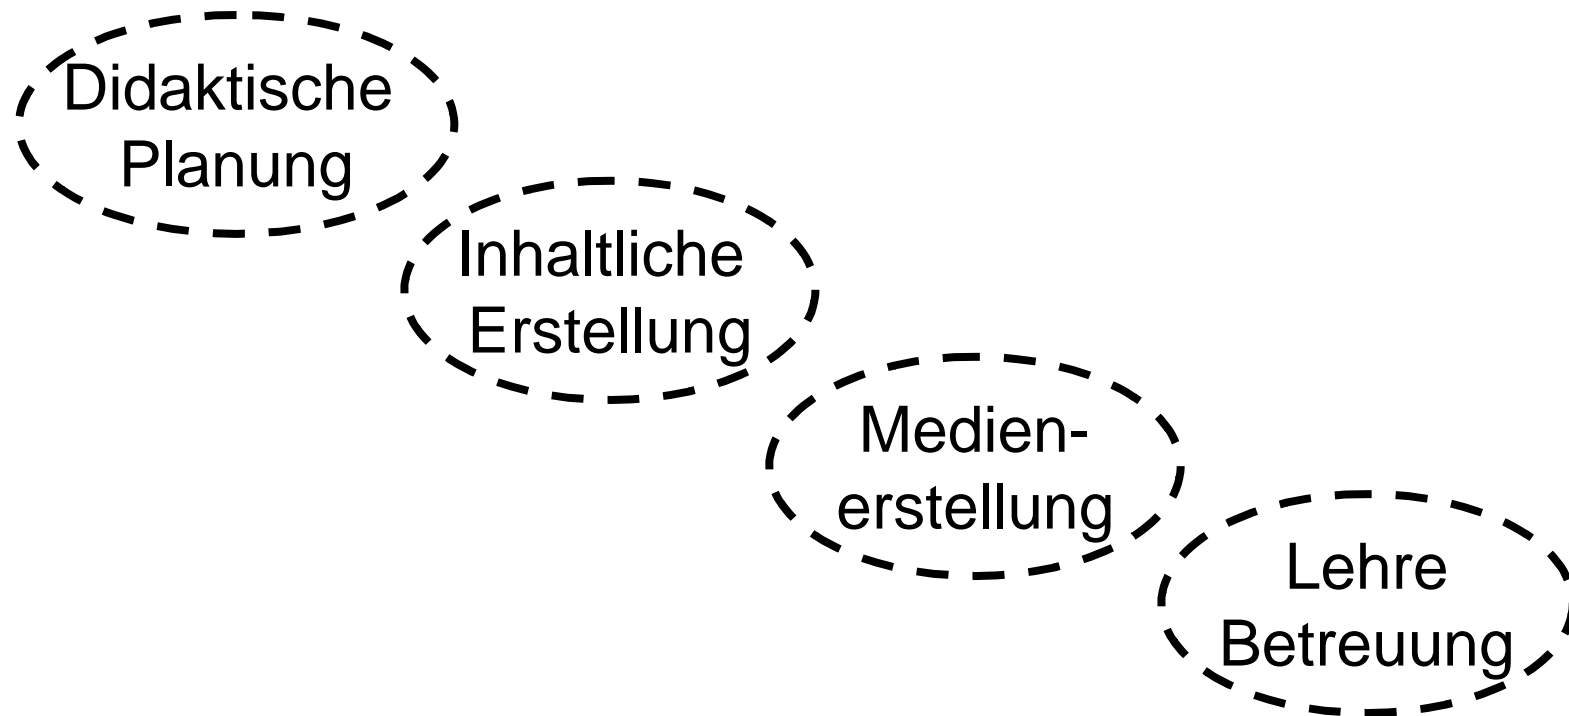 Didaktische
Planung
Inhaltliche
Erstellung
Medien-
erstellung
Lehre
Betreuung